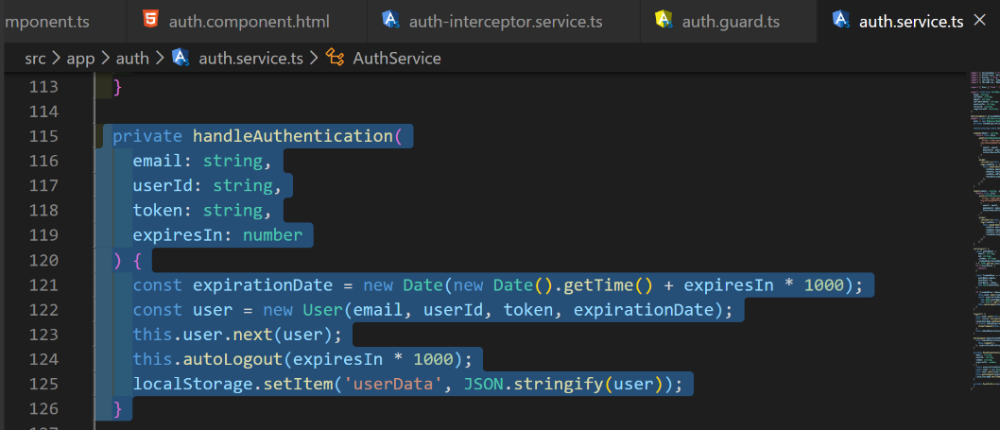 mponent.ts auth.component.html auth-interceptor.service.ts auth.guard.ts auth.service.ts
src > app > auth > auth.service.ts > AuthService
113 }
114
115 private handleAuthentication(
116 email: string,
117 userId: string,
118 token: string,
119 expiresIn: number
120 ) {
121 const expirationDate = new Date(new Date().getTime() + expiresIn * 1000);
122 const user = new User(email, userId, token, expirationDate);
123 this.user.next(user);
124 this.autoLogout(expiresIn * 1000);
125 localStorage.setItem('userData', JSON.stringify(user));
126 }